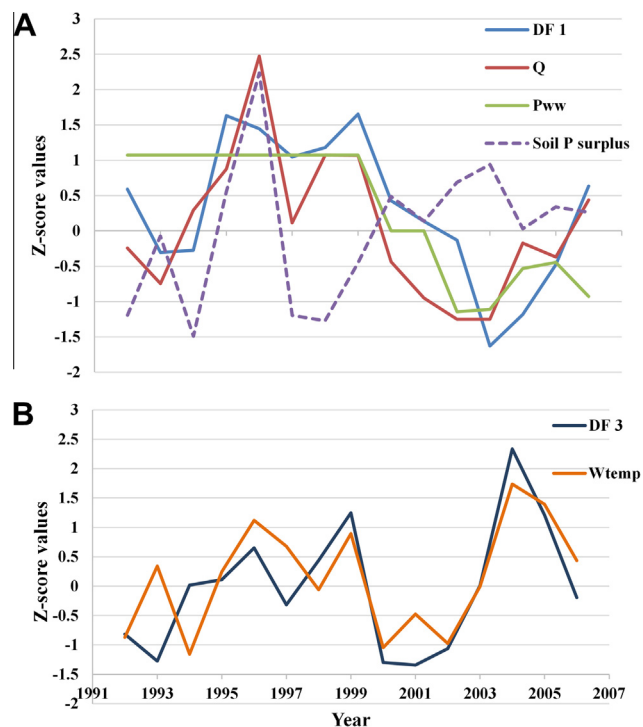 A
3
2.5
2
1.5
1
0.5
0
-0.5
-1
-1.5
-2
Z-score values
DF 1
Q
Pww
Soil P surplus
B
3
2.5
2
1.5
1
0.5
0
-0.5
-1
-1.5
-2
Z-score values
DF 3
Wtemp
1991 1993 1995 1997 1999 2001 2003 2005 2007
Year